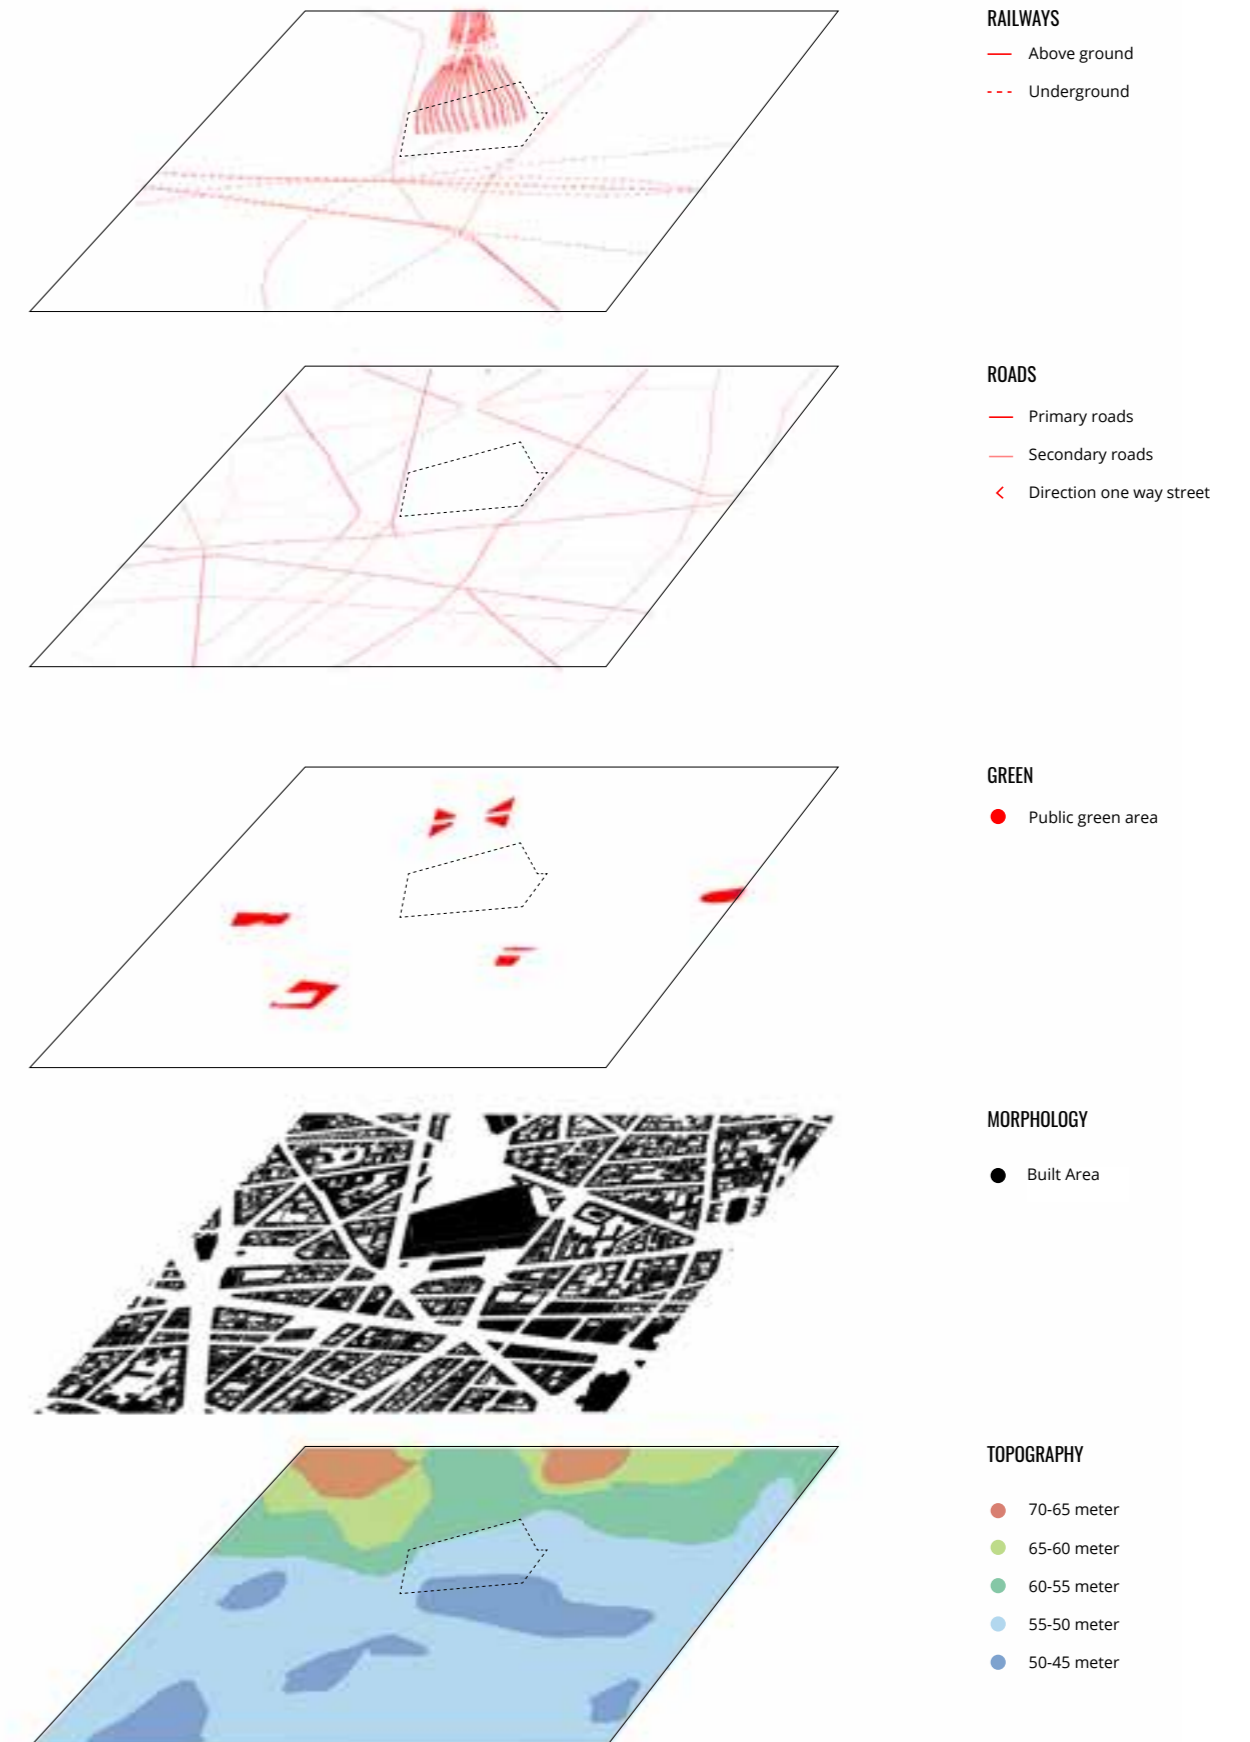 RAILWAYS
Above ground
Underground
ROADS
Primary roads
Secondary roads
Direction one way street
GREEN
Public green area
MORPHOLOGY
Built Area
TOPOGRAPHY
70-65 meter
65-60 meter
60-55 meter
55-50 meter
50-45 meter